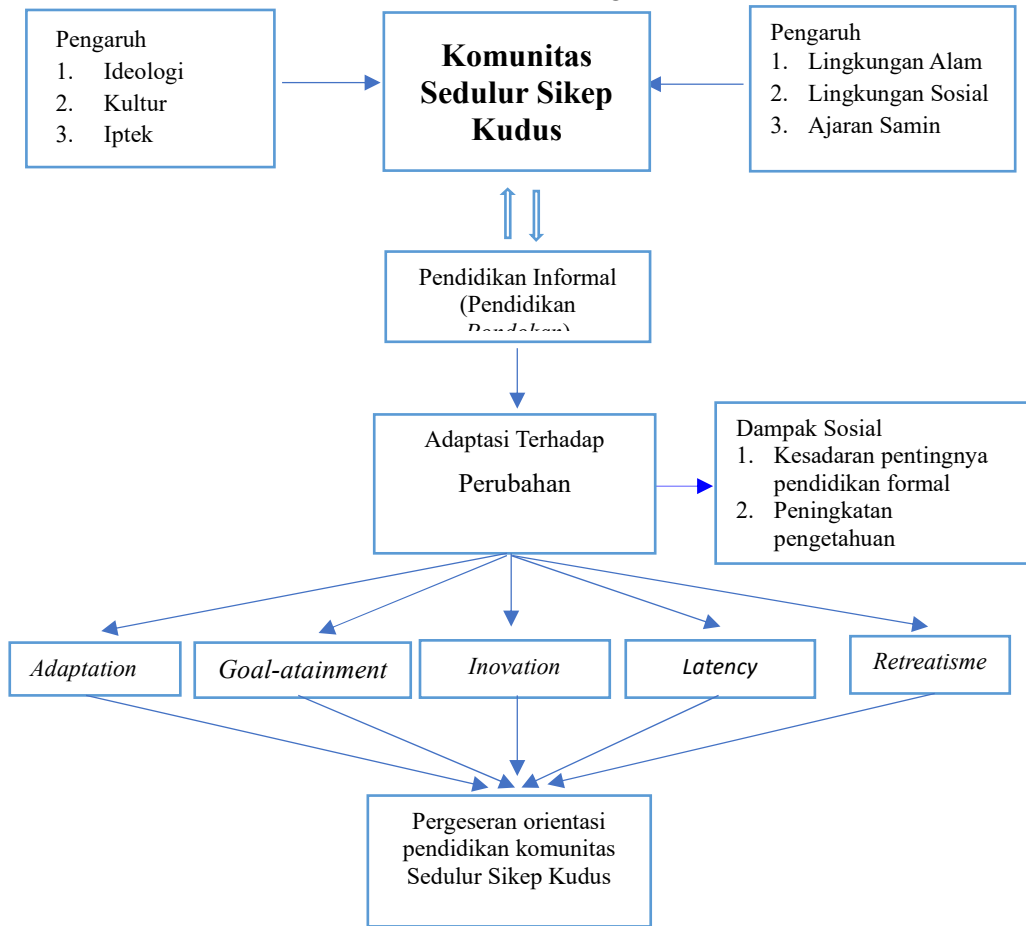 Pengaruh
1. Ideologi
2. Kultur
3. Iptek
Komunitas
Sedulur Sikep
Kudus
Pengaruh
1. Lingkungan Alam
2. Lingkungan Sosial
3. Ajaran Samin
Pendidikan Informal
(Pendidikan
Adaptasi Terhadap
Perubahan
Dampak Sosial
1. Kesadaran pentingnya
pendidikan formal
2. Peningkatan
pengetahuan
Adaptation
Goal-atainment
Inovation
Latency
Retreatisme
Pergeseran orientasi
pendidikan komunitas
Sedulur Sikep Kudus